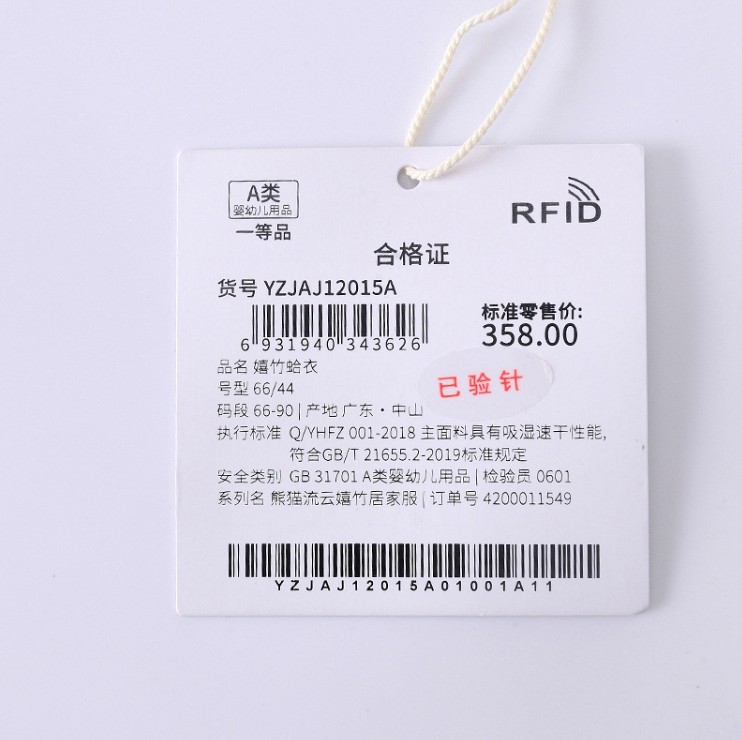 A类
婴幼儿用品
一等品
RFID
合格证
货号 YZJAJ12015A
6 931940 343626
标准零售价:
358.00
品名 嬉竹蛤衣
号型 66/44
已验针
码段 66-90 | 产地 广东·中山
执行标准 Q/YHFZ 001-2018 主面料具有吸湿速干性能,
符合GB/T 21655.2-2019标准规定
安全类别 GB 31701 A类婴幼儿用品 | 检验员 0601
系列名 熊猫流云嬉竹居家服 | 订单号 4200011549
YZJAJ12015A01001A11